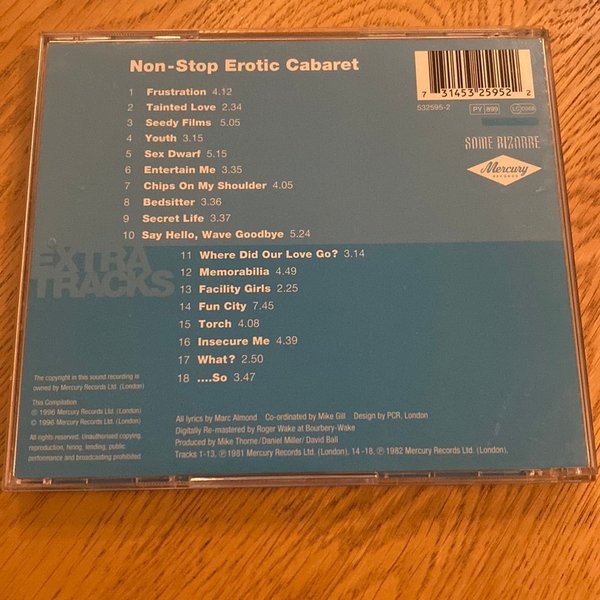 Non-Stop Erotic Cabaret
1 Frustration 4.12
2 Tainted Love 2.34
3 Seedy Films 5.05
4 Youth 3.15
5 Sex Dwarf 5.15
6 Entertain Me 3.35
7 Chips On My Shoulder 4.05
8 Bedsitter 3.36
9 Secret Life 3.37
10 Say Hello, Wave Goodbye 5.24
7 31453 25952 2
532595-2 PY 899 LC 0268
SOME BIZARRE
Mercury
RECORDS
EXTRA
TRACKS
11 Where Did Our Love Go? 3.14
12 Memorabilia 4.49
13 Facility Girls 2.25
14 Fun City 7.45
15 Torch 4.08
16 Insecure Me 4.39
17 What? 2.50
18 ....So 3.47
The copyright in this sound recording is
owned by Mercury Records Ltd. (London)
This Compilation
℗ 1996 Mercury Records Ltd. (London)
© 1996 Mercury Records Ltd. (London)
All rights reserved. Unauthorised copying,
reproduction, hiring, lending, public
performance and broadcasting prohibited.
All lyrics by Marc Almond Co-ordinated by Mike Gill Design by PCR, London
Digitally Re-mastered by Roger Wake at Bourbery-Wake
Produced by Mike Thorne/Daniel Miller/ David Ball
Tracks 1-13, ℗ 1981 Mercury Records Ltd. (London), 14 -18, ℗ 1982 Mercury Records Ltd. (London),